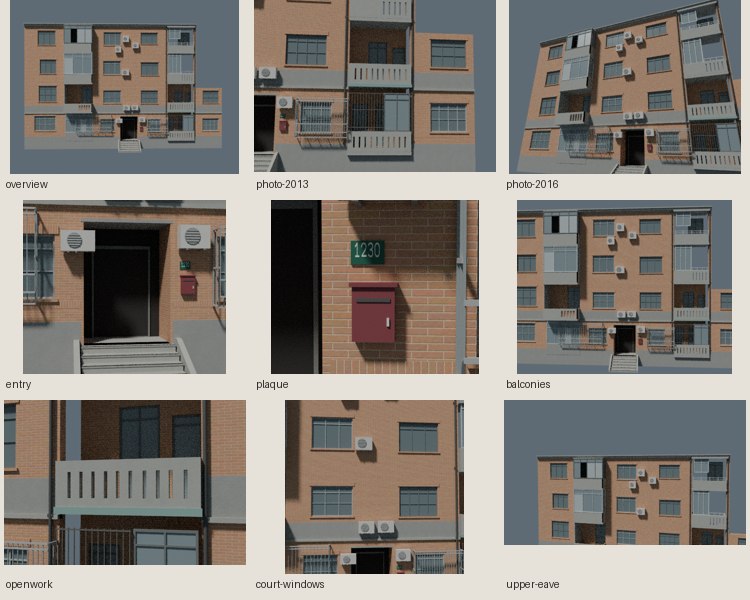 overview
photo-2013
photo-2016
1230
entry
plaque
balconies
openwork
court-windows
upper-eave